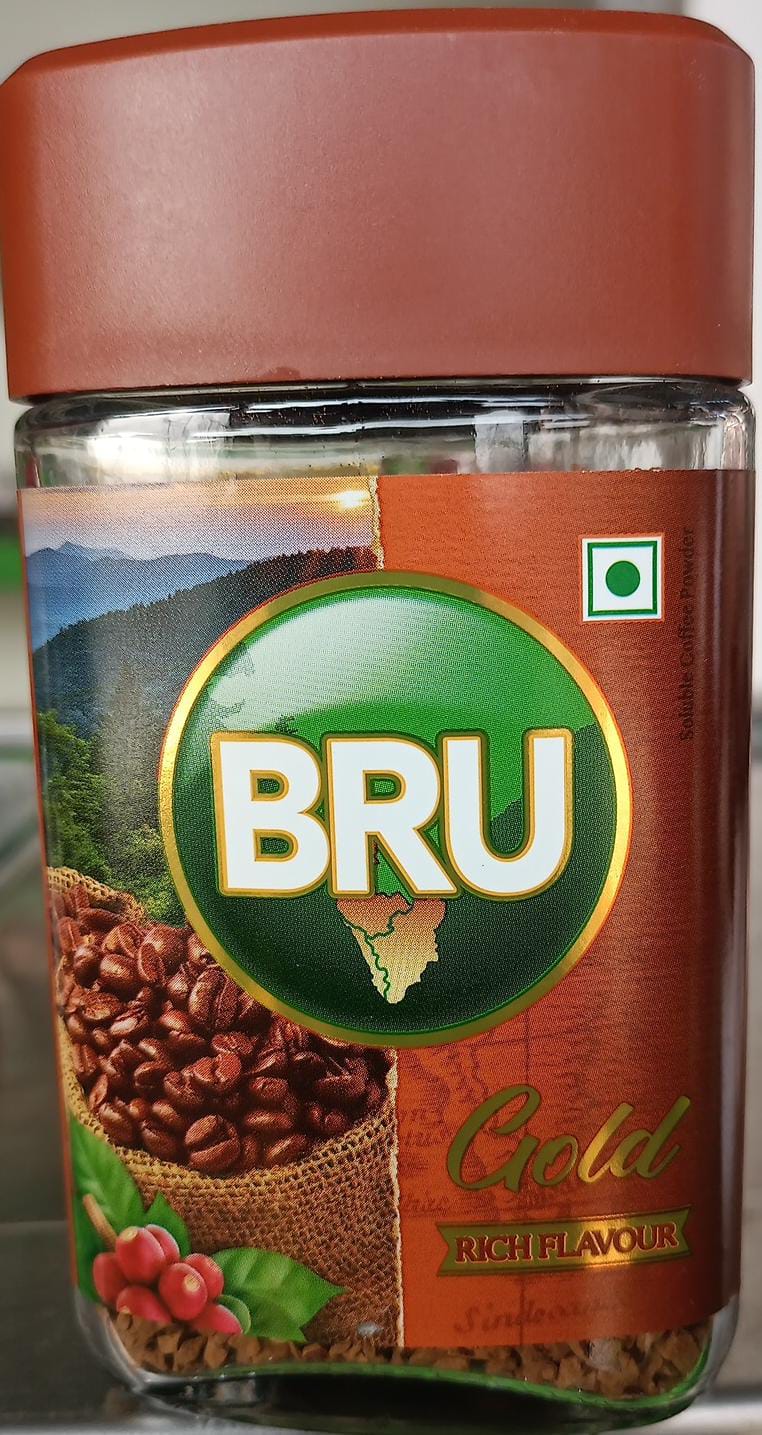 Soluble Coffee Powder
BRU
Gold
RICH FLAVOUR